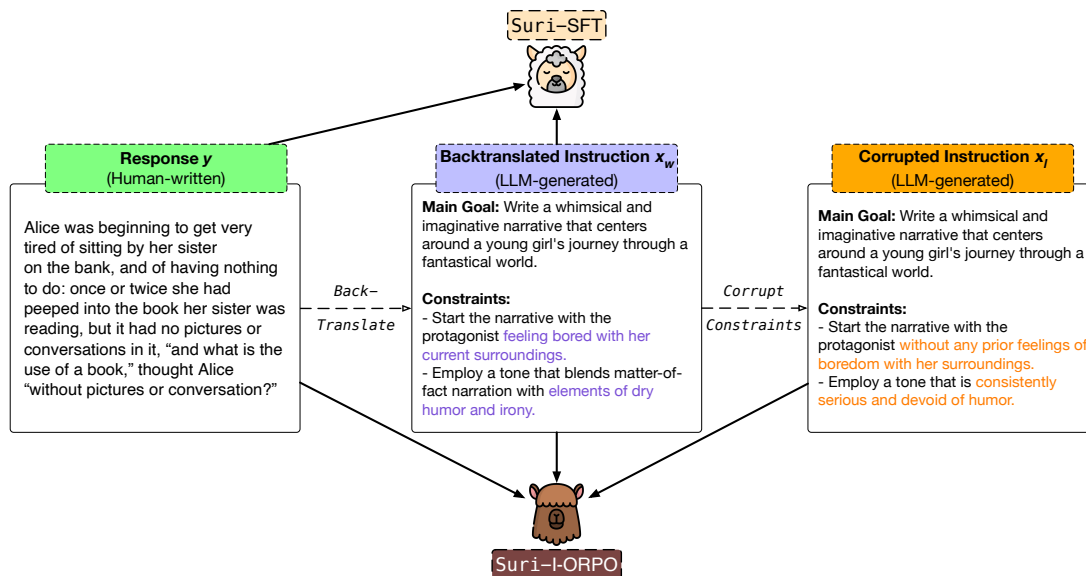 Suri-SFT
Response y
(Human-written)
Alice was beginning to get very
tired of sitting by her sister
on the bank, and of having nothing
to do: once or twice she had
peeped into the book her sister was
reading, but it had no pictures or
conversations in it, “and what is the
use of a book,” thought Alice
“without pictures or conversation?”
Back-
Translate
Backtranslated Instruction x_w
(LLM-generated)
Main Goal: Write a whimsical and
imaginative narrative that centers
around a young girl's journey through a
fantastical world.
Constraints:
- Start the narrative with the
protagonist feeling bored with her
current surroundings.
- Employ a tone that blends matter-of-
fact narration with elements of dry
humor and irony.
Corrupt
Constraints
Corrupted Instruction x_l
(LLM-generated)
Main Goal: Write a whimsical and
imaginative narrative that centers
around a young girl's journey through a
fantastical world.
Constraints:
- Start the narrative with the
protagonist without any prior feelings of
boredom with her surroundings.
- Employ a tone that is consistently
serious and devoid of humor.
Suri-I-ORPO